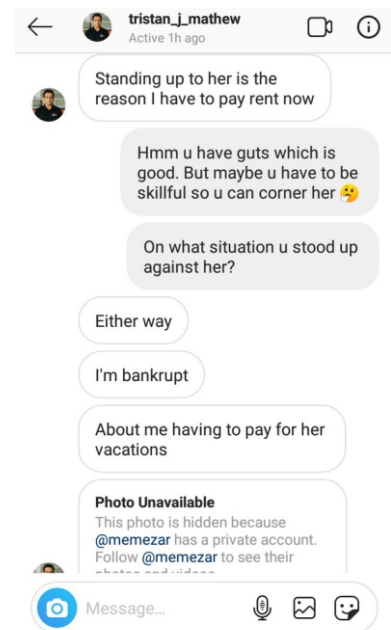 tristan_j_mathew
Active 1h ago
Standing up to her is the
reason I have to pay rent now
Hmm u have guts which is
good. But maybe u have to be
skillful so u can corner her 🤔
On what situation u stood up
against her?
Either way
I'm bankrupt
About me having to pay for her
vacations
Photo Unavailable
This photo is hidden because
@memezar has a private account.
Follow @memezar to see their
Message...